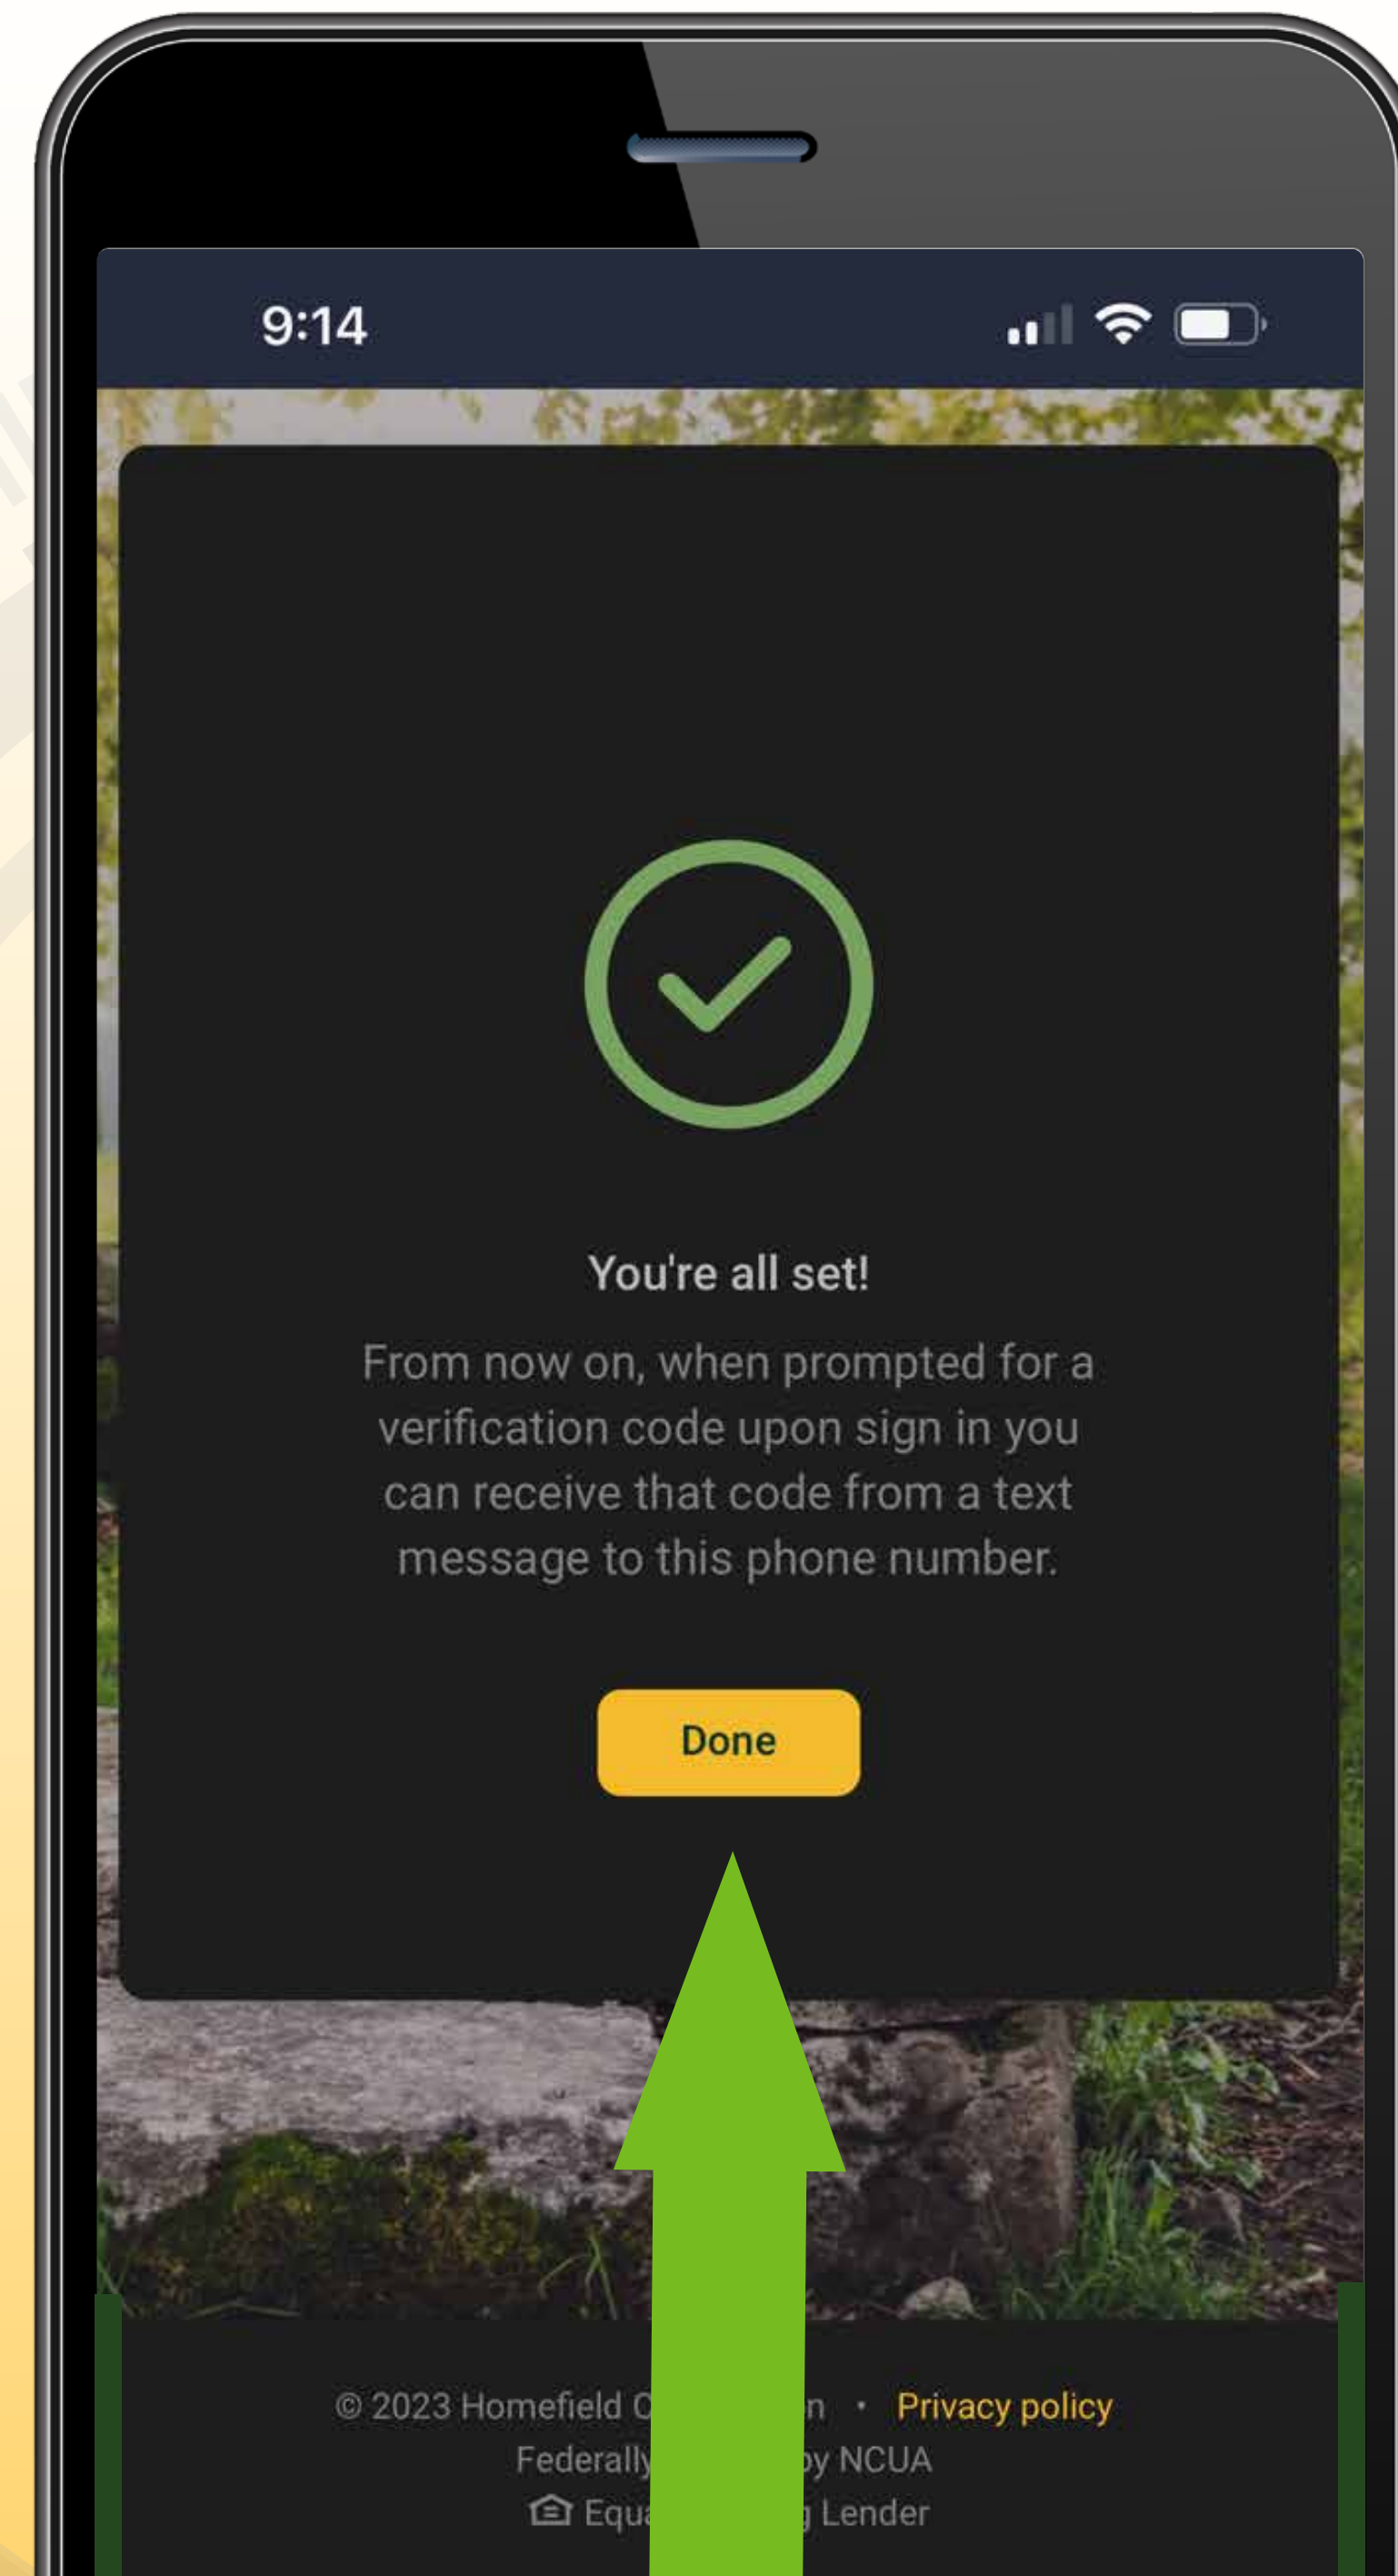 9:14
You're all set!
From now on, when prompted for a
verification code upon sign in you
can receive that code from a text
message to this phone number.
Done
© 2023 Homefield • Privacy policy
Federally by NCUA
Lender